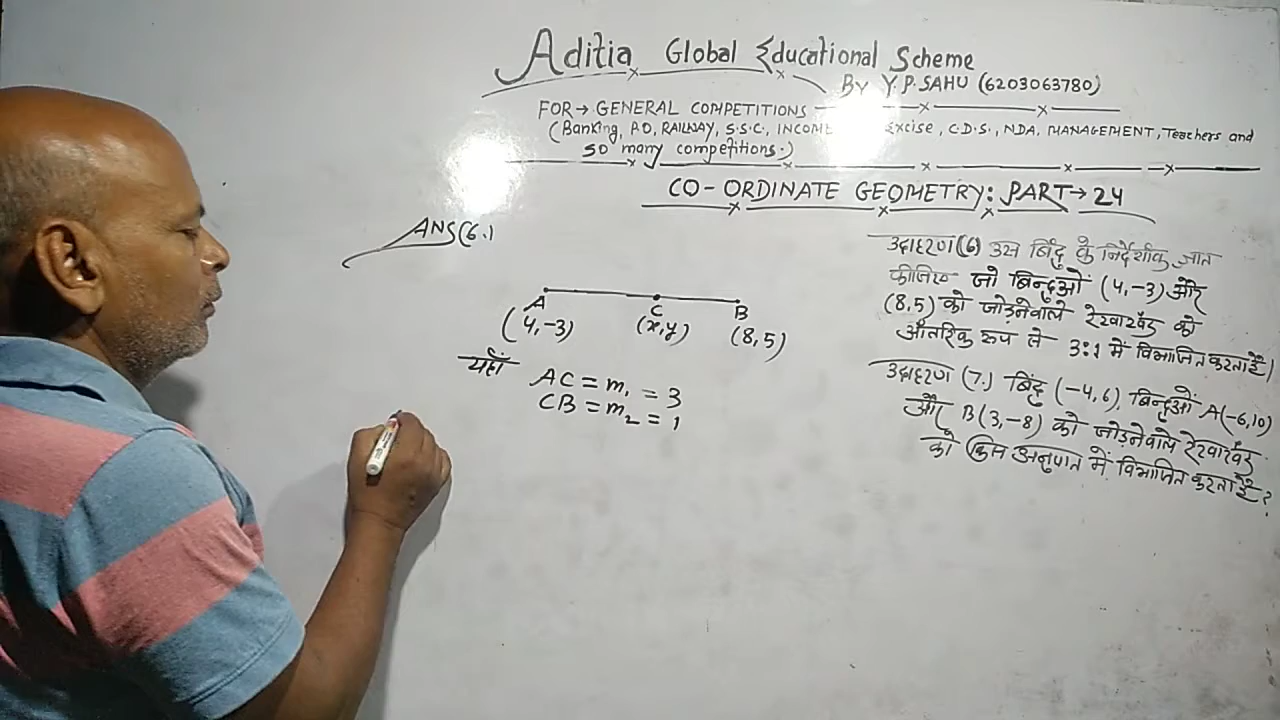 Aditia Global Educational Scheme
By Y.P. SAHU (6203063780)
FOR → GENERAL COMPETITIONS
(Banking, P.O, RAILWAY, S.S.C., INCOME Excise, C.D.S., NDA, MANAGEMENT, Teachers and
so many competitions.)
CO-ORDINATE GEOMETRY: PART → 24
ANS (6.)
A C B
(4,-3) (x,y) (8,5)
यहाँ AC = m₁ = 3
CB = m₂ = 1
उदाहरण (6) उस बिंदु के निर्देशांक ज्ञात
कीजिए जो बिन्दुओं (4,-3) और
(8,5) को जोड़नेवाले रेखाखंड को
आंतरिक रूप से 3:1 में विभाजित करता है।
उदाहरण (7.) बिंदु (-4,6), बिन्दुओं A(-6,10)
और B(3,-8) को जोड़नेवाले रेखाखंड
को किस अनुपात में विभाजित करता है?